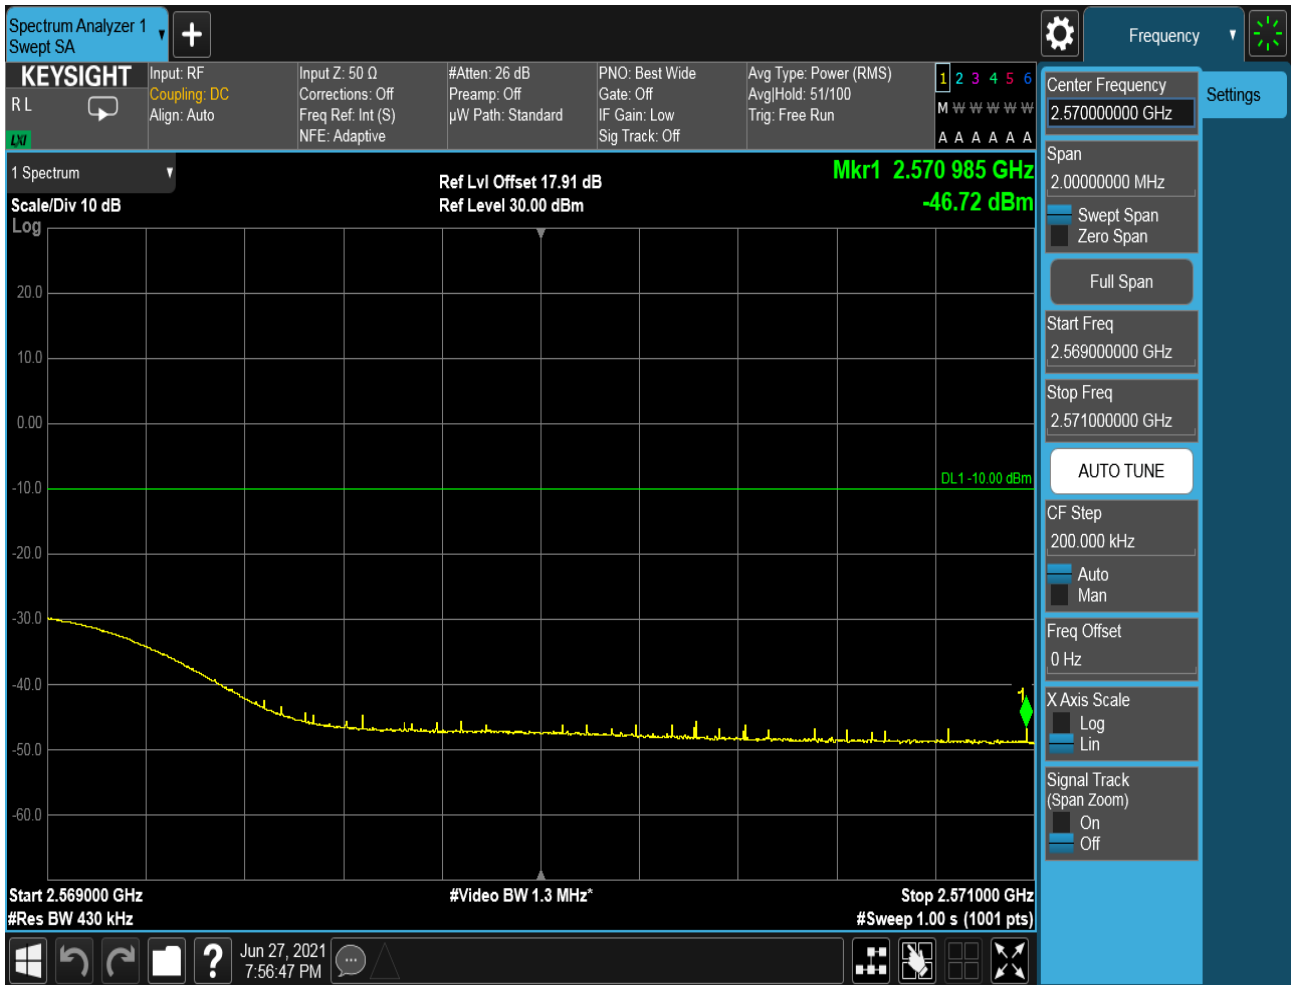 Spectrum Analyzer 1
Swept SA
Frequency
KEYSIGHT
R L
LXI
Input: RF
Coupling: DC
Align: Auto
Input Z: 50 Ω
Corrections: Off
Freq Ref: Int (S)
NFE: Adaptive
#Atten: 26 dB
Preamp: Off
µW Path: Standard
PNO: Best Wide
Gate: Off
IF Gain: Low
Sig Track: Off
Avg Type: Power (RMS)
Avg|Hold: 51/100
Trig: Free Run
1 2 3 4 5 6
M W W W W W
A A A A A A
1 Spectrum
Scale/Div 10 dB
Log
Ref Lvl Offset 17.91 dB
Ref Level 30.00 dBm
Mkr1 2.570 985 GHz
-46.72 dBm
20.0
10.0
0.00
-10.0
-20.0
-30.0
-40.0
-50.0
-60.0
DL1 -10.00 dBm
1
Start 2.569000 GHz
#Res BW 430 kHz
#Video BW 1.3 MHz*
Stop 2.571000 GHz
#Sweep 1.00 s (1001 pts)
Jun 27, 2021
7:56:47 PM
Center Frequency
2.570000000 GHz
Settings
Span
2.00000000 MHz
Swept Span
Zero Span
Full Span
Start Freq
2.569000000 GHz
Stop Freq
2.571000000 GHz
AUTO TUNE
CF Step
200.000 kHz
Auto
Man
Freq Offset
0 Hz
X Axis Scale
Log
Lin
Signal Track
(Span Zoom)
On
Off